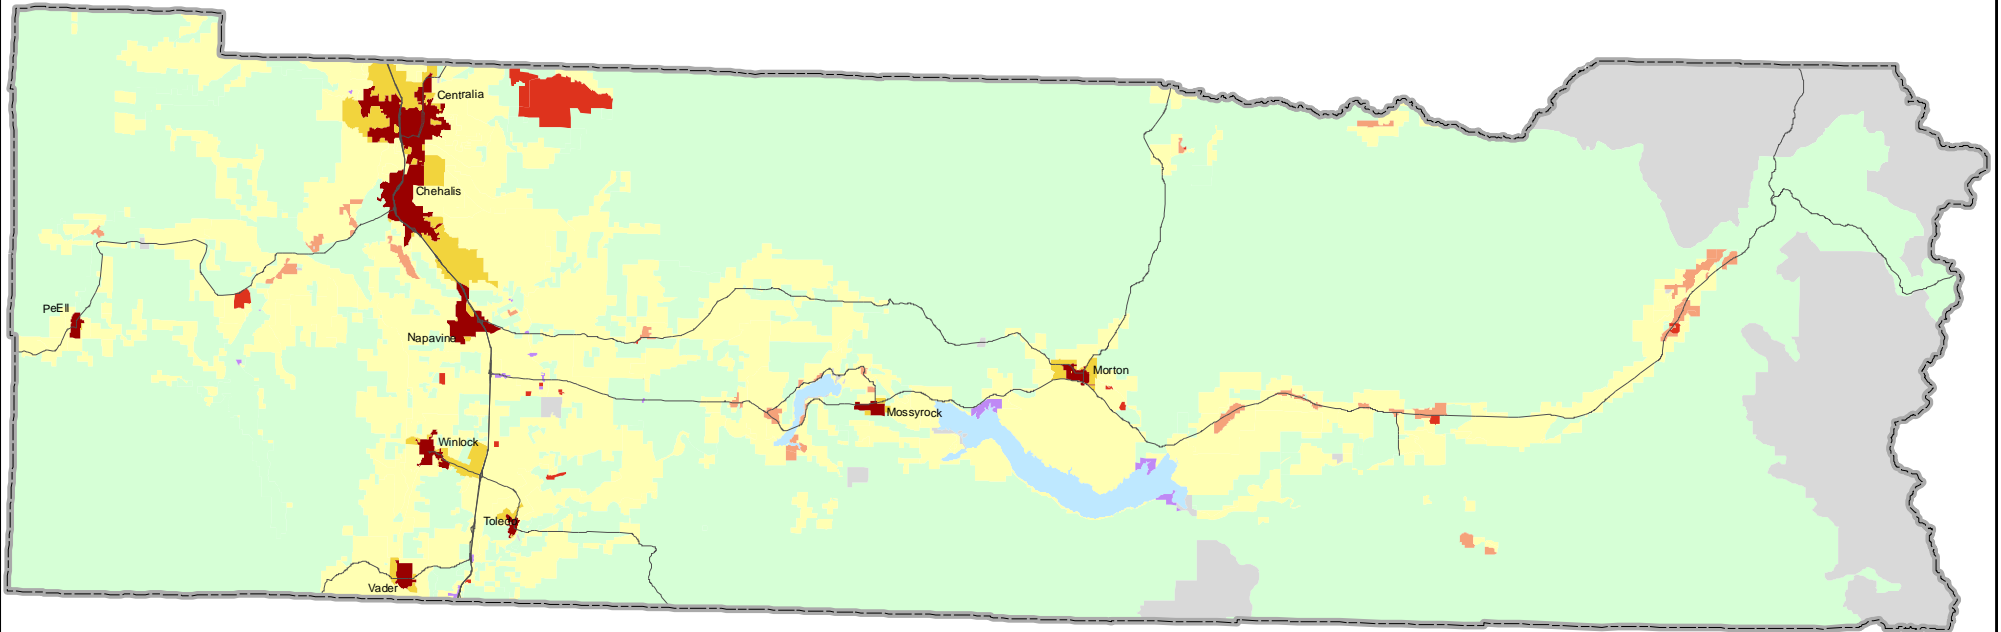 Centralia
Chehalis
PeEll
Napavine
Morton
Mossyrock
Winlock
Toledo
Vader